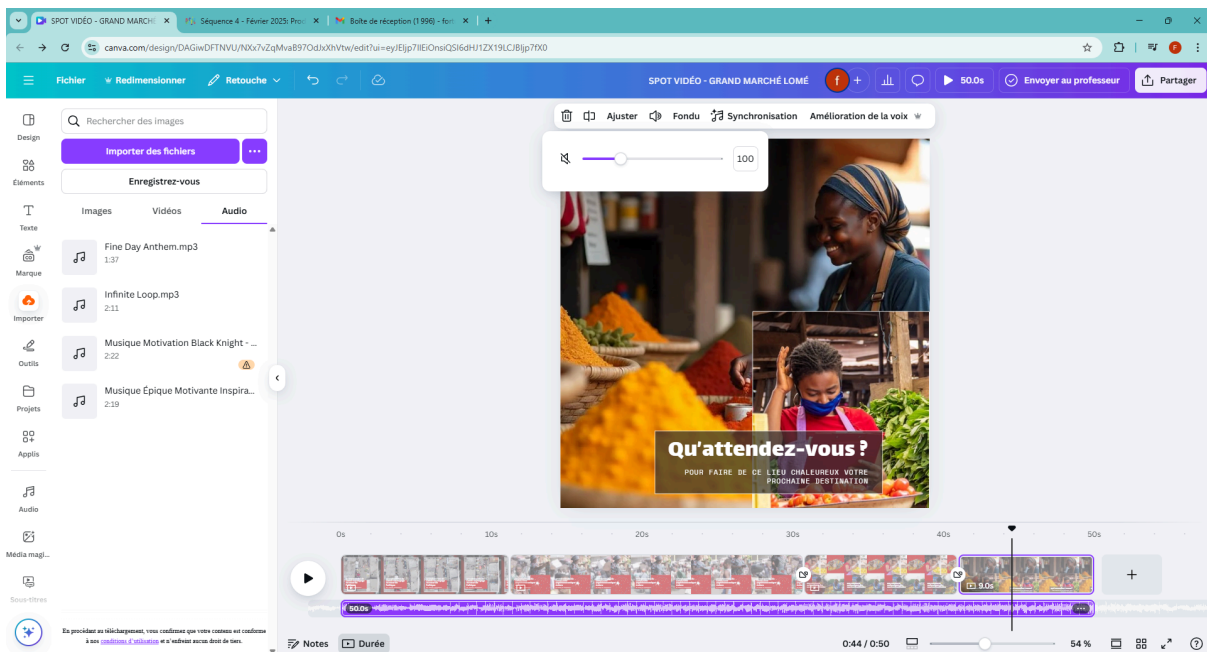 SPOT VIDÉO - GRAND MARCHÉ
Séquence 4 - Février 2025: Proc
Boîte de réception (1 996) - fort
canva.com/design/DAGiwDFTNVU/NXx7vZqMvaB97OdJxXhVtw/edit?ui=eyJEIjp7IlEiOnsiQSI6dHJ1ZX19LCJBIjp7fX0
F
Fichier
Redimensionner
Retouche
SPOT VIDÉO - GRAND MARCHÉ LOMÉ
f
50.0s
Envoyer au professeur
Partager
Design
Éléments
Texte
Marque
Importer
Outils
Projets
Applis
Audio
Média magi...
Sous-titres
Rechercher des images
Importer des fichiers
Enregistrez-vous
Images
Vidéos
Audio
Fine Day Anthem.mp3
1:37
Infinite Loop.mp3
2:11
Musique Motivation Black Knight - ...
2:22
Musique Épique Motivante Inspira...
2:19
En procédant au téléchargement, vous confirmez que votre contenu est conforme
à nos conditions d'utilisation et n'enfreint aucun droit de tiers.
Ajuster
Fondu
Synchronisation
Amélioration de la voix
100
Qu'attendez-vous ?
POUR FAIRE DE CE LIEU CHALEUREUX VOTRE
PROCHAINE DESTINATION
0s
10s
20s
30s
40s
50s
9.0s
50.0s
Notes
Durée
0:44 / 0:50
54 %